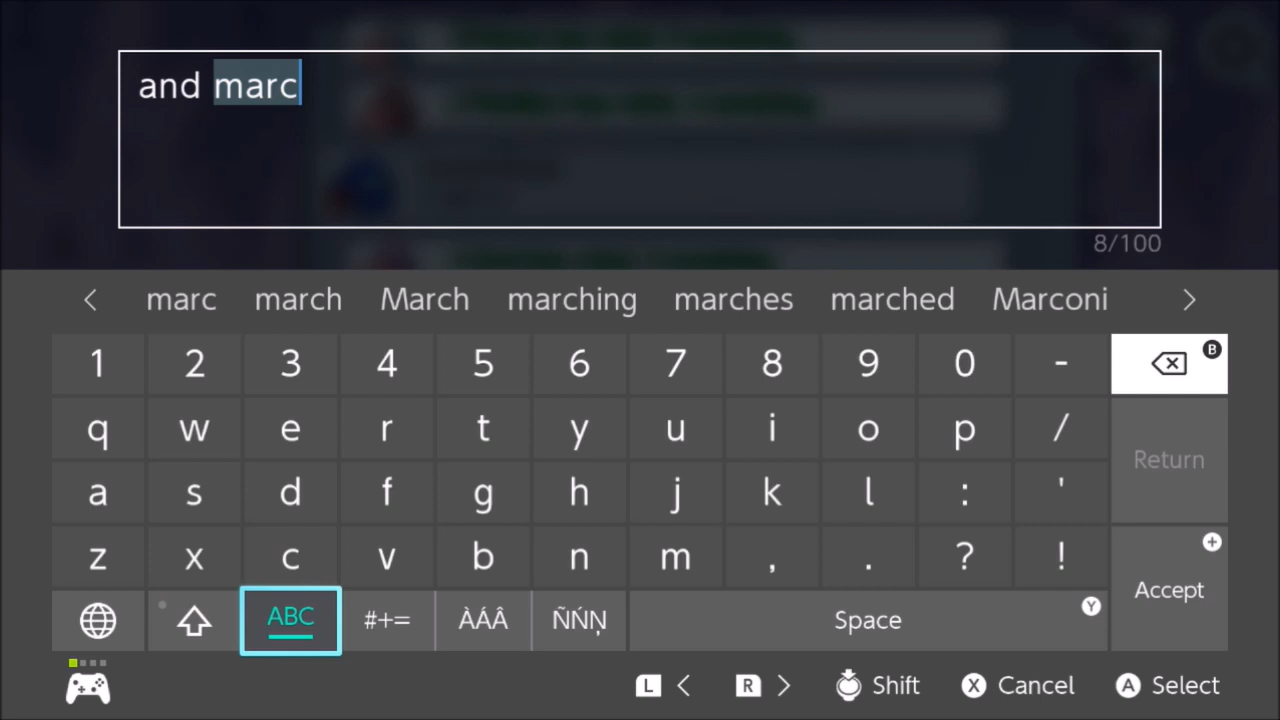 and marc
8/100
marc march March marching marches marched Marconi
1 2 3 4 5 6 7 8 9 0 - B
q w e r t y u i o p /
a s d f g h j k l : '
Return
z x c v b n m , . ? !
Accept
ABC #+= ÀÁÂ ÑŃŅ Space Y
L R Shift X Cancel A Select